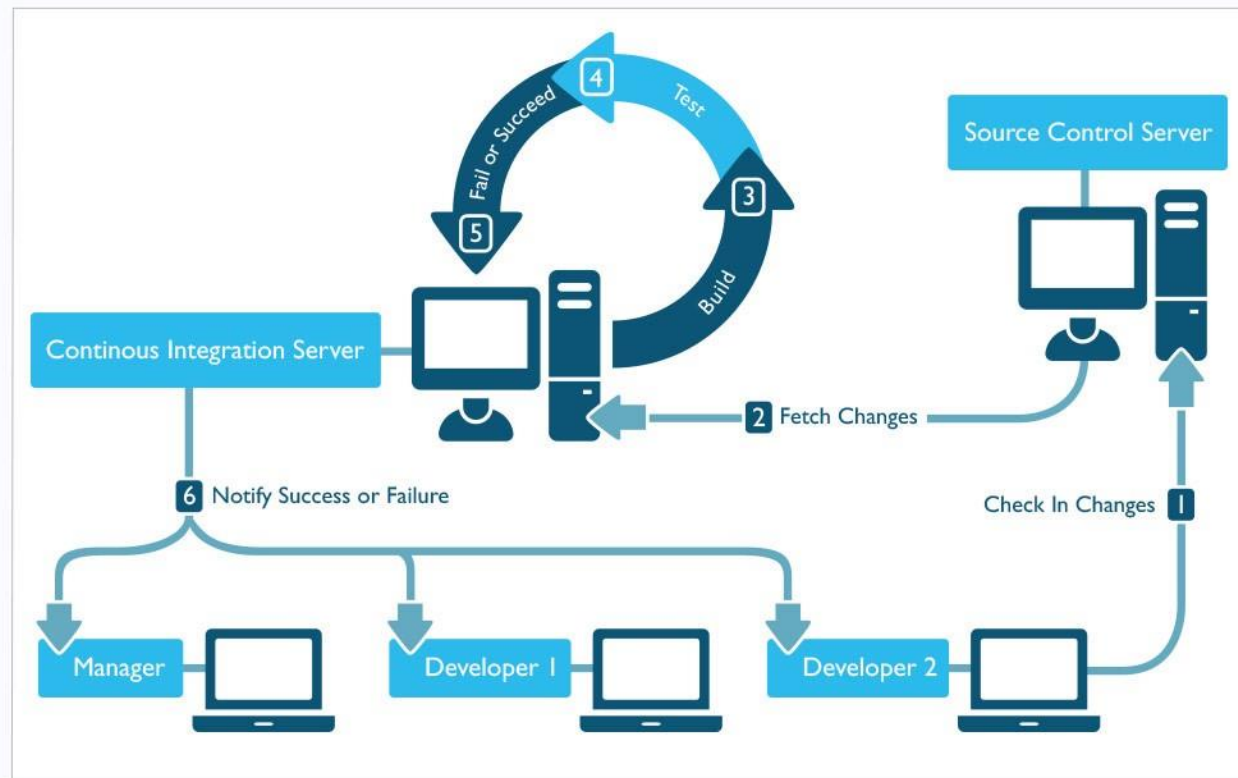 4
Test
Source Control Server
Fail or Succeed
3
5
Build
Continous Integration Server
2 Fetch Changes
6 Notify Success or Failure
Check In Changes 1
Manager
Developer 1
Developer 2